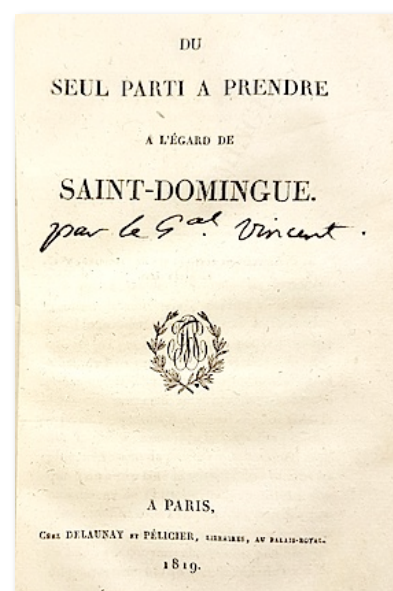 DU
SEUL PARTI A PRENDRE
A L'ÉGARD DE
SAINT-DOMINGUE.
par le Gal. Vincent.
A PARIS,
Chez DELAUNAY et PÉLICIER, LIBRAIRES, AU PALAIS-ROYAL.
1819.